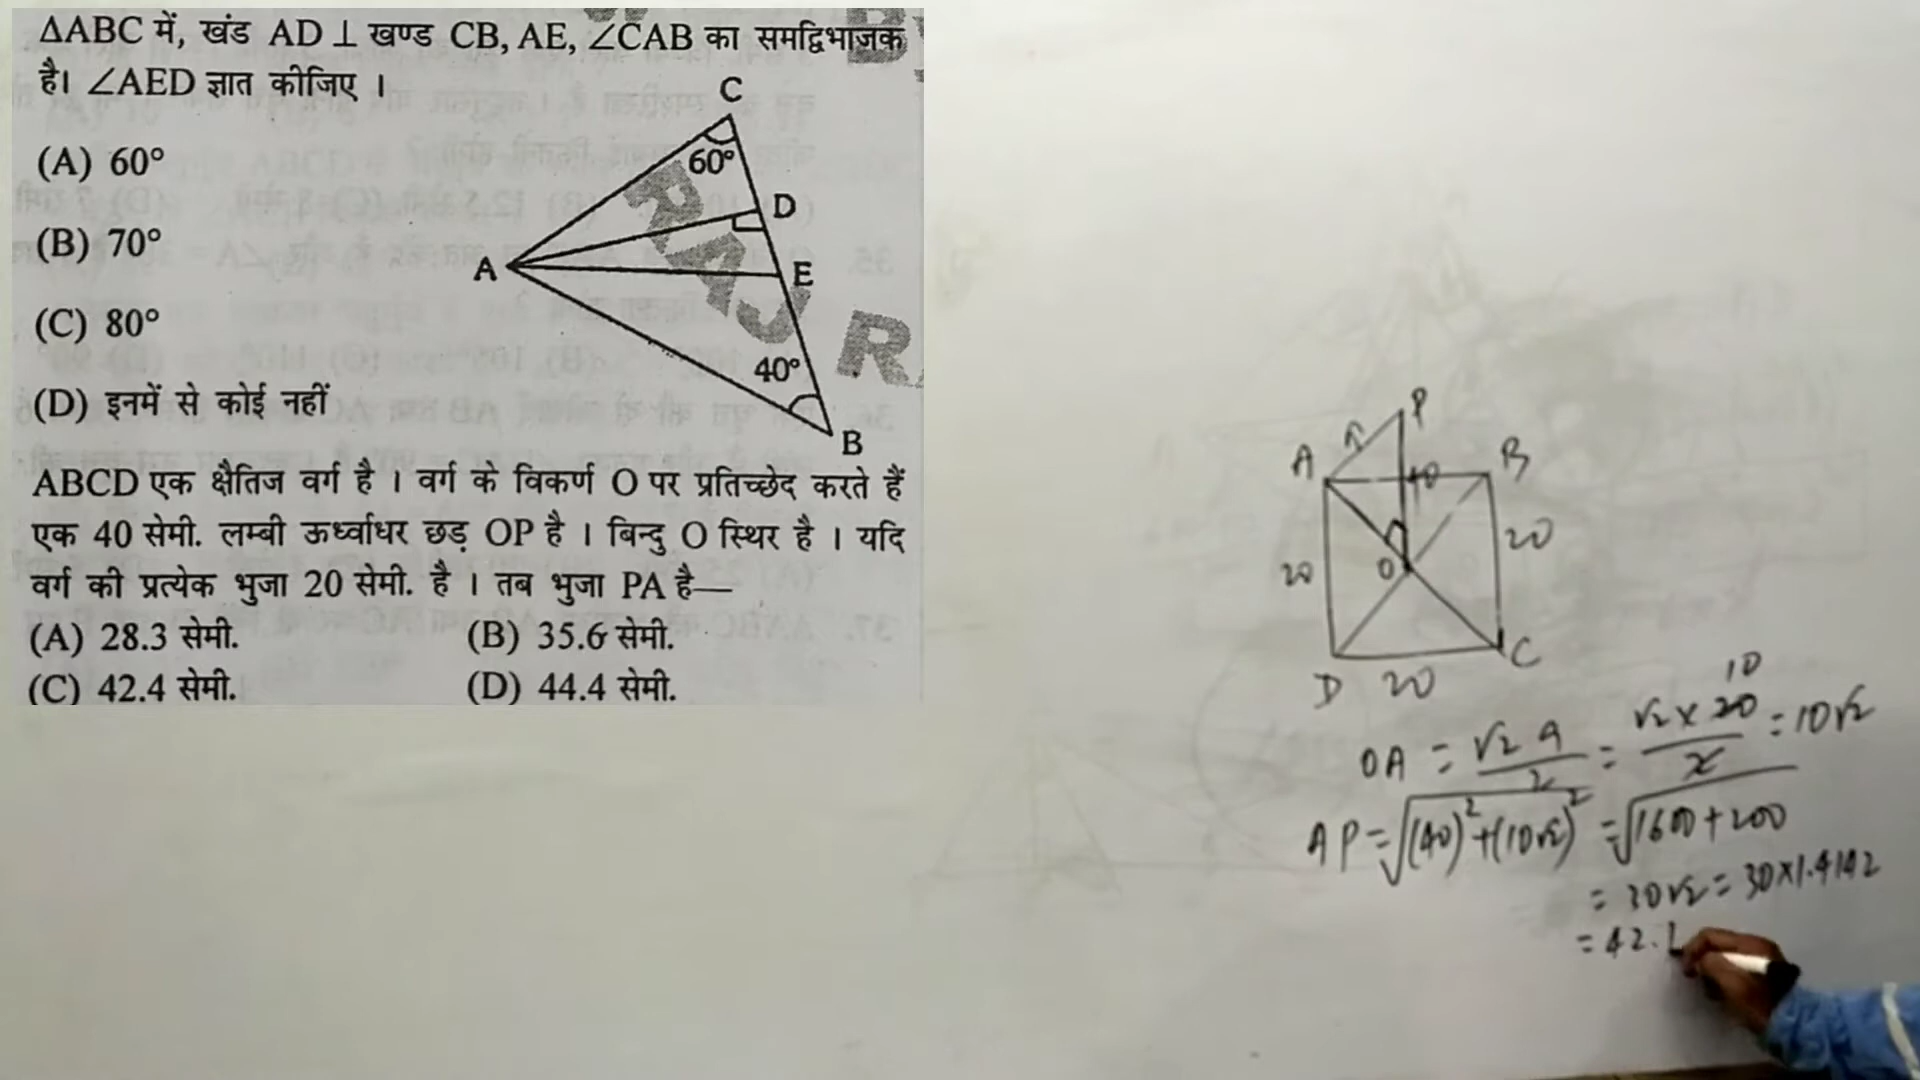 ΔABC में, खंड AD ⊥ खण्ड CB, AE, ∠CAB का समद्विभाजक
है। ∠AED ज्ञात कीजिए ।
(A) 60°
(B) 70°
(C) 80°
(D) इनमें से कोई नहीं
C
60°
D
A
E
40°
B
RAJ
ABCD एक क्षैतिज वर्ग है । वर्ग के विकर्ण O पर प्रतिच्छेद करते हैं
एक 40 सेमी. लम्बी ऊर्ध्वाधर छड़ OP है । बिन्दु O स्थिर है । यदि
वर्ग की प्रत्येक भुजा 20 सेमी. है । तब भुजा PA है—
(A) 28.3 सेमी. (B) 35.6 सेमी.
(C) 42.4 सेमी. (D) 44.4 सेमी.
P
A
40
B
20
O
20
D 20 C
10
OA = √2 a / 2 = √2 × 20 / 2 = 10√2
AP = √(40)² + (10√2)² = √1600 + 200
= 30√2 = 30×1.4142
= 42.